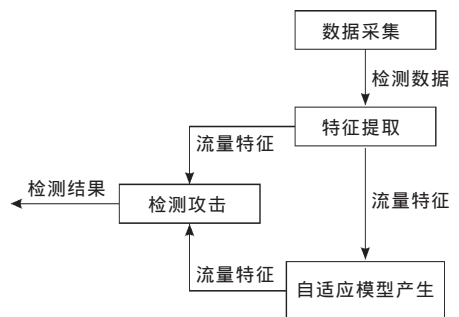 数据采集
检测数据
特征提取
流量特征
检测结果
检测攻击
流量特征
流量特征
自适应模型产生